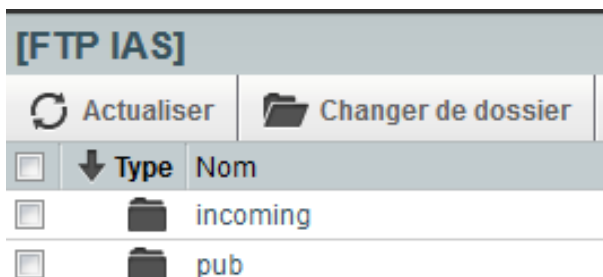 [FTP IAS]
Actualiser Changer de dossier
Type Nom
incoming
pub